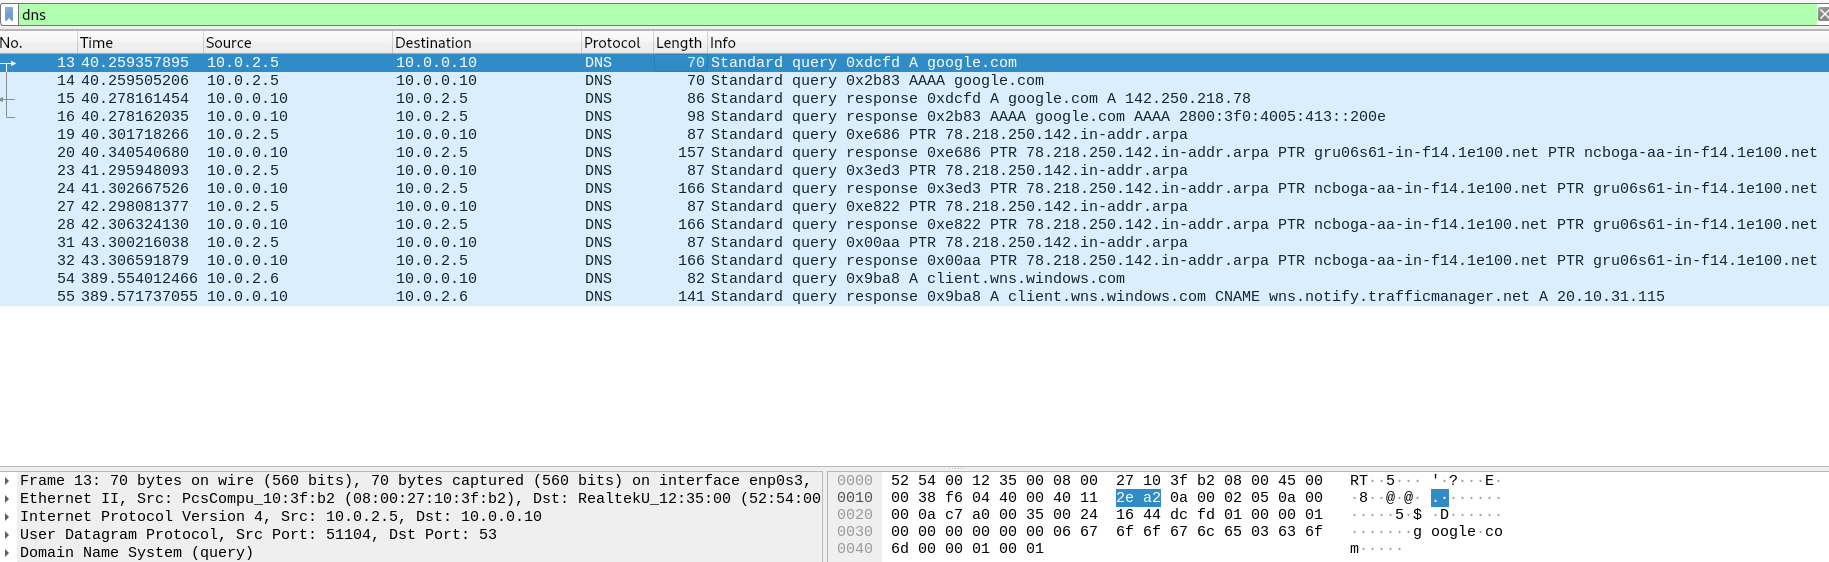 dns
No. Time Source Destination Protocol Length Info
13 40.259357895 10.0.2.5 10.0.0.10 DNS 70 Standard query 0xdcfd A google.com
14 40.259505206 10.0.2.5 10.0.0.10 DNS 70 Standard query 0x2b83 AAAA google.com
15 40.278161454 10.0.0.10 10.0.2.5 DNS 86 Standard query response 0xdcfd A google.com A 142.250.218.78
16 40.278162035 10.0.0.10 10.0.2.5 DNS 98 Standard query response 0x2b83 AAAA google.com AAAA 2800:3f0:4005:413::200e
19 40.301718266 10.0.2.5 10.0.0.10 DNS 87 Standard query 0xe686 PTR 78.218.250.142.in-addr.arpa
20 40.340540680 10.0.0.10 10.0.2.5 DNS 157 Standard query response 0xe686 PTR 78.218.250.142.in-addr.arpa PTR gru06s61-in-f14.1e100.net PTR ncboga-aa-in-f14.1e100.net
23 41.295948093 10.0.2.5 10.0.0.10 DNS 87 Standard query 0x3ed3 PTR 78.218.250.142.in-addr.arpa
24 41.302667526 10.0.0.10 10.0.2.5 DNS 166 Standard query response 0x3ed3 PTR 78.218.250.142.in-addr.arpa PTR ncboga-aa-in-f14.1e100.net PTR gru06s61-in-f14.1e100.net
27 42.298081377 10.0.2.5 10.0.0.10 DNS 87 Standard query 0xe822 PTR 78.218.250.142.in-addr.arpa
28 42.306324130 10.0.0.10 10.0.2.5 DNS 166 Standard query response 0xe822 PTR 78.218.250.142.in-addr.arpa PTR ncboga-aa-in-f14.1e100.net PTR gru06s61-in-f14.1e100.net
31 43.300216038 10.0.2.5 10.0.0.10 DNS 87 Standard query 0x00aa PTR 78.218.250.142.in-addr.arpa
32 43.306591879 10.0.0.10 10.0.2.5 DNS 166 Standard query response 0x00aa PTR 78.218.250.142.in-addr.arpa PTR ncboga-aa-in-f14.1e100.net PTR gru06s61-in-f14.1e100.net
54 389.554012466 10.0.2.6 10.0.0.10 DNS 82 Standard query 0x9ba8 A client.wns.windows.com
55 389.571737055 10.0.0.10 10.0.2.6 DNS 141 Standard query response 0x9ba8 A client.wns.windows.com CNAME wns.notify.trafficmanager.net A 20.10.31.115
Frame 13: 70 bytes on wire (560 bits), 70 bytes captured (560 bits) on interface enp0s3,
Ethernet II, Src: PcsCompu_10:3f:b2 (08:00:27:10:3f:b2), Dst: RealtekU_12:35:00 (52:54:00
Internet Protocol Version 4, Src: 10.0.2.5, Dst: 10.0.0.10
User Datagram Protocol, Src Port: 51104, Dst Port: 53
Domain Name System (query)
0000 52 54 00 12 35 00 08 00 27 10 3f b2 08 00 45 00 RT··5··· '·?···E·
0010 00 38 f6 04 40 00 40 11 2e a2 0a 00 02 05 0a 00 ·8··@·@· .·······
0020 00 0a c7 a0 00 35 00 24 16 44 dc fd 01 00 00 01 ·····5·$ ·D······
0030 00 00 00 00 00 00 06 67 6f 6f 67 6c 65 03 63 6f ·······g oogle·co
0040 6d 00 00 01 00 01 m·····